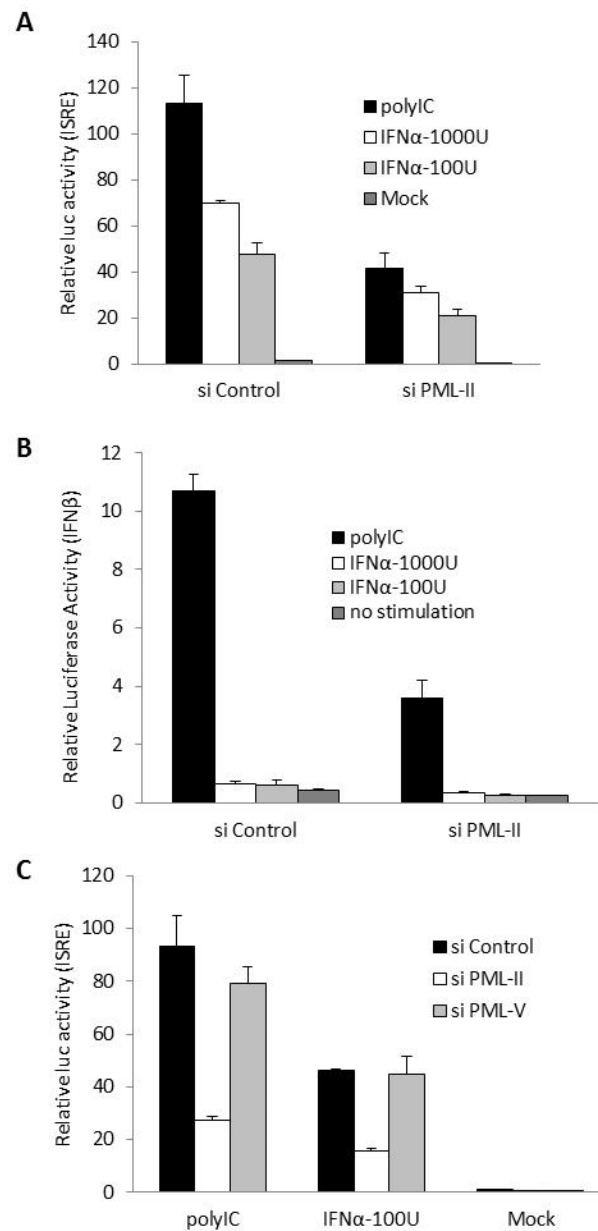 A
Relative luc activity (ISRE)
140
120
100
80
60
40
20
0
polyIC
IFNα-1000U
IFNα-100U
Mock
si Control
si PML-II
B
Relative Luciferase Activity (IFNβ)
12
10
8
6
4
2
0
polyIC
IFNα-1000U
IFNα-100U
no stimulation
si Control
si PML-II
C
Relative luc activity (ISRE)
120
100
80
60
40
20
0
si Control
si PML-II
si PML-V
polyIC
IFNα-100U
Mock